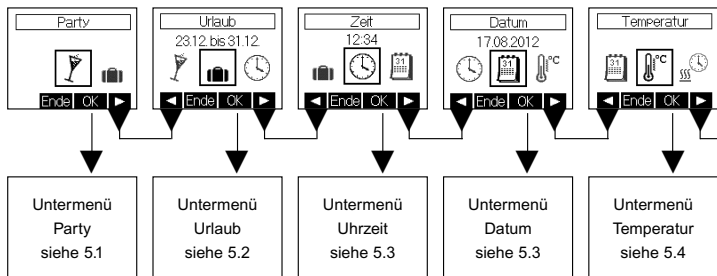 Party
Ende OK
Urlaub
23.12. bis 31.12.
Ende OK
Zeit
12:34
31
Ende OK
Datum
17.08.2012
31
°C
Ende OK
Temperatur
31
°C
Ende OK
Untermenü
Party
siehe 5.1
Untermenü
Urlaub
siehe 5.2
Untermenü
Uhrzeit
siehe 5.3
Untermenü
Datum
siehe 5.3
Untermenü
Temperatur
siehe 5.4